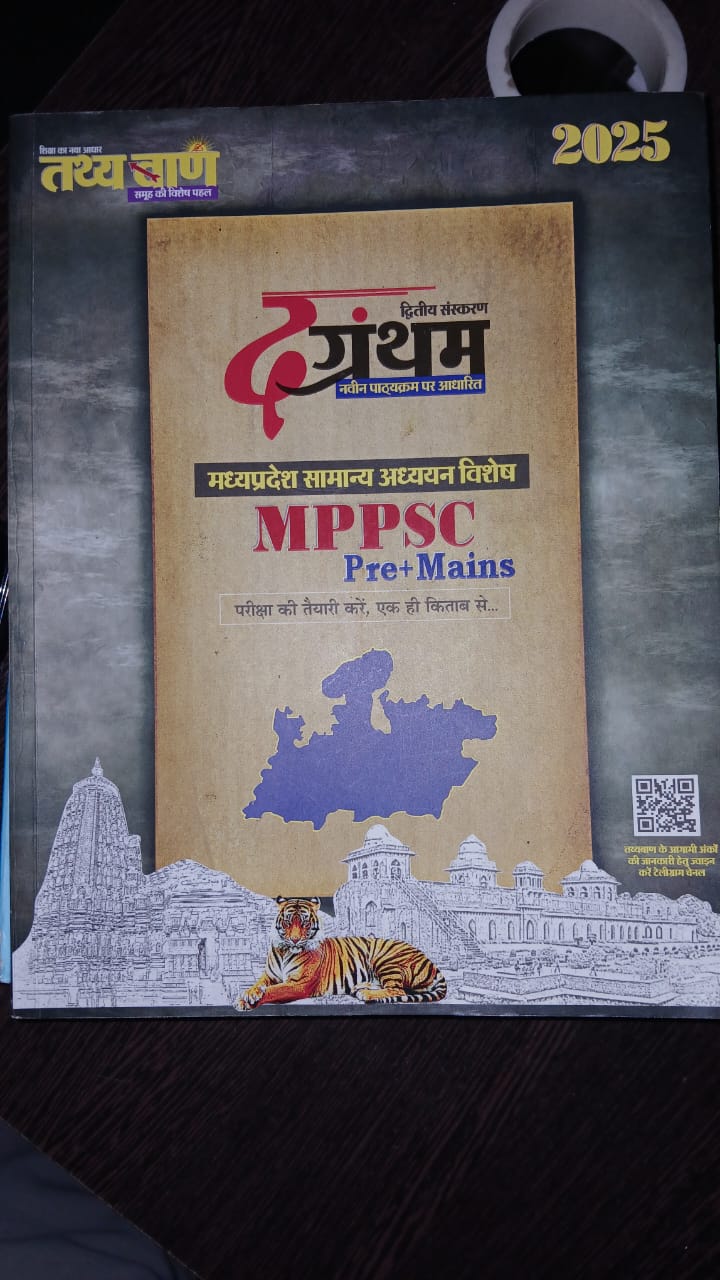 शिक्षा का नया आधार
तथ्य बाण
समूह की विशेष पहल
2025
द ग्रंथम
द्वितीय संस्करण
नवीन पाठ्यक्रम पर आधारित
मध्यप्रदेश सामान्य अध्ययन विशेष
MPPSC
Pre+Mains
परीक्षा की तैयारी करें, एक ही किताब से...
तथ्यबाण के आगामी अंकों
की जानकारी हेतु ज्वाइन
करें टेलीग्राम चेनल